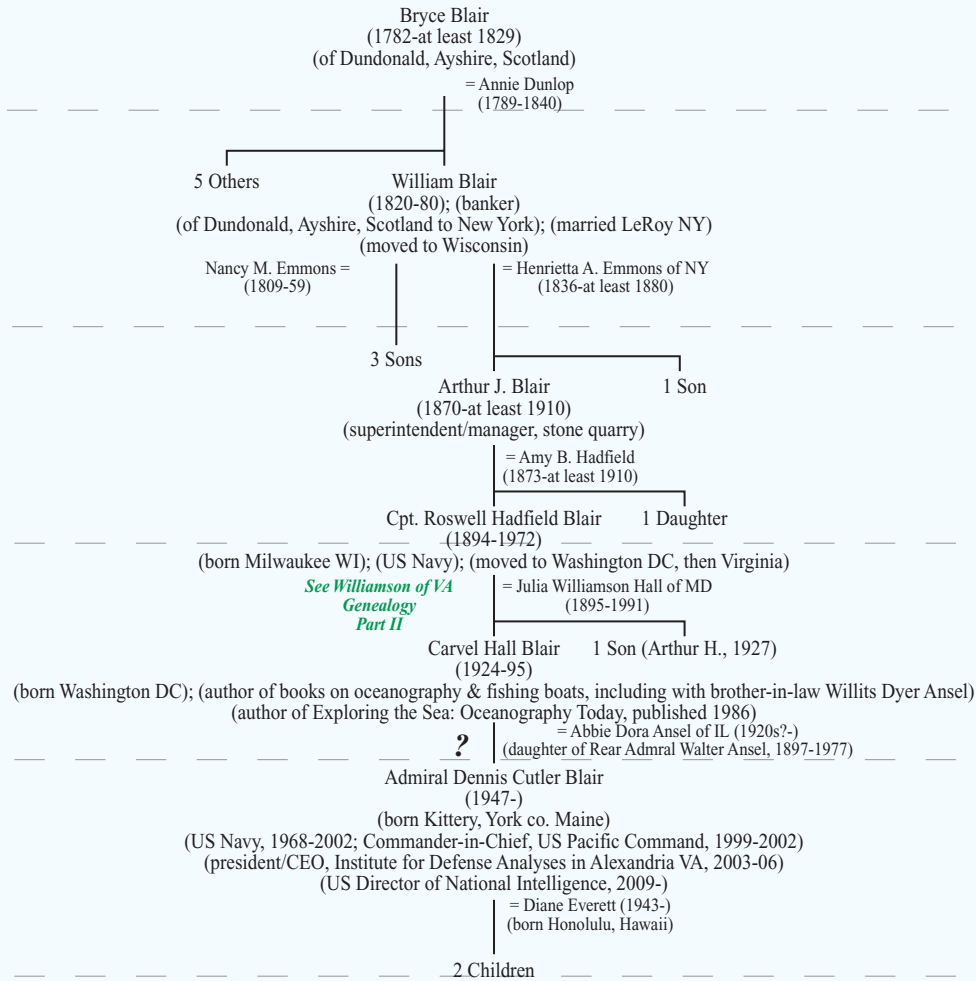 Bryce Blair
(1782-at least 1829)
(of Dundonald, Ayshire, Scotland)
= Annie Dunlop
(1789-1840)
5 Others
William Blair
(1820-80); (banker)
(of Dundonald, Ayshire, Scotland to New York); (married LeRoy NY)
(moved to Wisconsin)
Nancy M. Emmons =
(1809-59)
= Henrietta A. Emmons of NY
(1836-at least 1880)
3 Sons
Arthur J. Blair
(1870-at least 1910)
(superintendent/manager, stone quarry)
1 Son
= Amy B. Hadfield
(1873-at least 1910)
Cpt. Roswell Hadfield Blair
(1894-1972)
1 Daughter
(born Milwaukee WI); (US Navy); (moved to Washington DC, then Virginia)
See Williamson of VA
Genealogy
Part II
= Julia Williamson Hall of MD
(1895-1991)
Carvel Hall Blair
(1924-95)
1 Son (Arthur H., 1927)
(born Washington DC); (author of books on oceanography & fishing boats, including with brother-in-law Willits Dyer Ansel)
(author of Exploring the Sea: Oceanography Today, published 1986)
?
= Abbie Dora Ansel of IL (1920s?-)
(daughter of Rear Admral Walter Ansel, 1897-1977)
Admiral Dennis Cutler Blair
(1947-)
(born Kittery, York co. Maine)
(US Navy, 1968-2002; Commander-in-Chief, US Pacific Command, 1999-2002)
(president/CEO, Institute for Defense Analyses in Alexandria VA, 2003-06)
(US Director of National Intelligence, 2009-)
= Diane Everett (1943-)
(born Honolulu, Hawaii)
2 Children